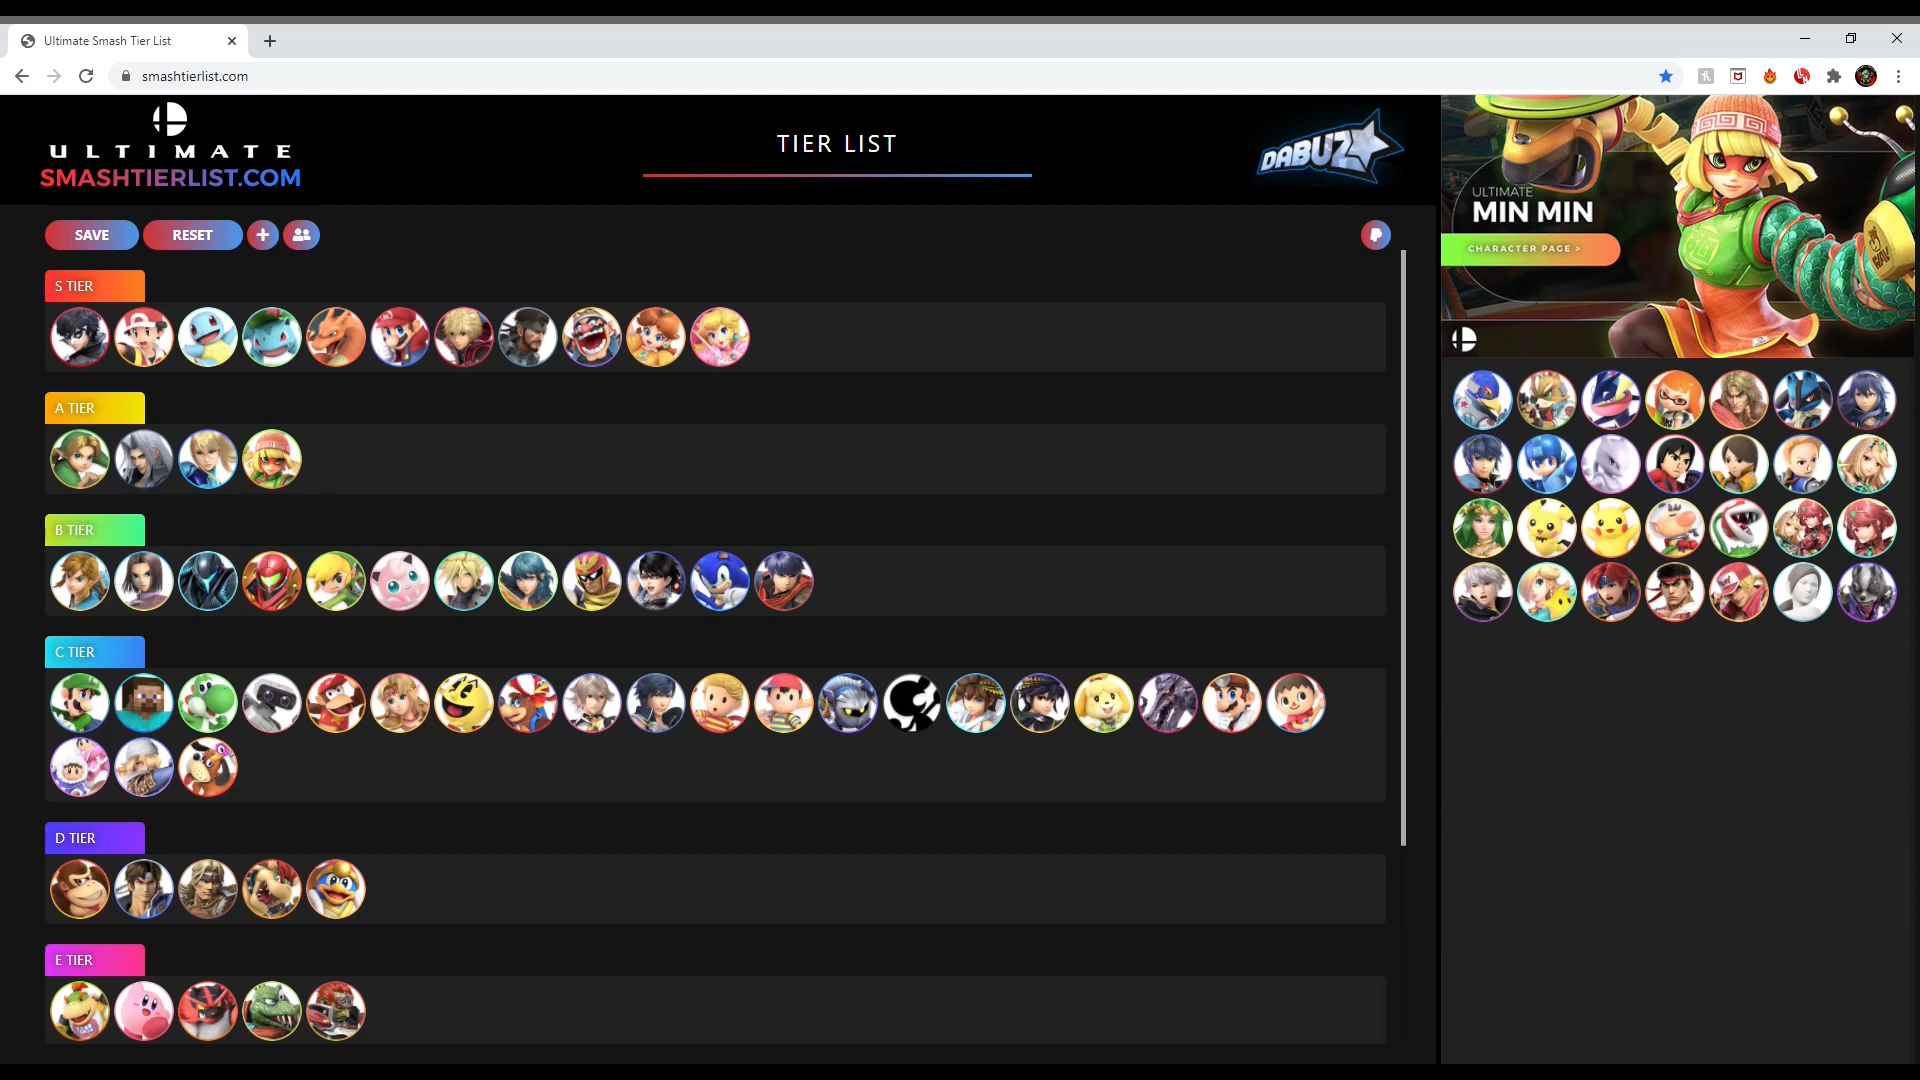 Ultimate Smash Tier List
smashtierlist.com
ULTIMATE
SMASHTIERLIST.COM
TIER LIST
DABUZ
ULTIMATE
MIN MIN
CHARACTER PAGE >
SAVE
RESET
S TIER
A TIER
B TIER
C TIER
D TIER
E TIER